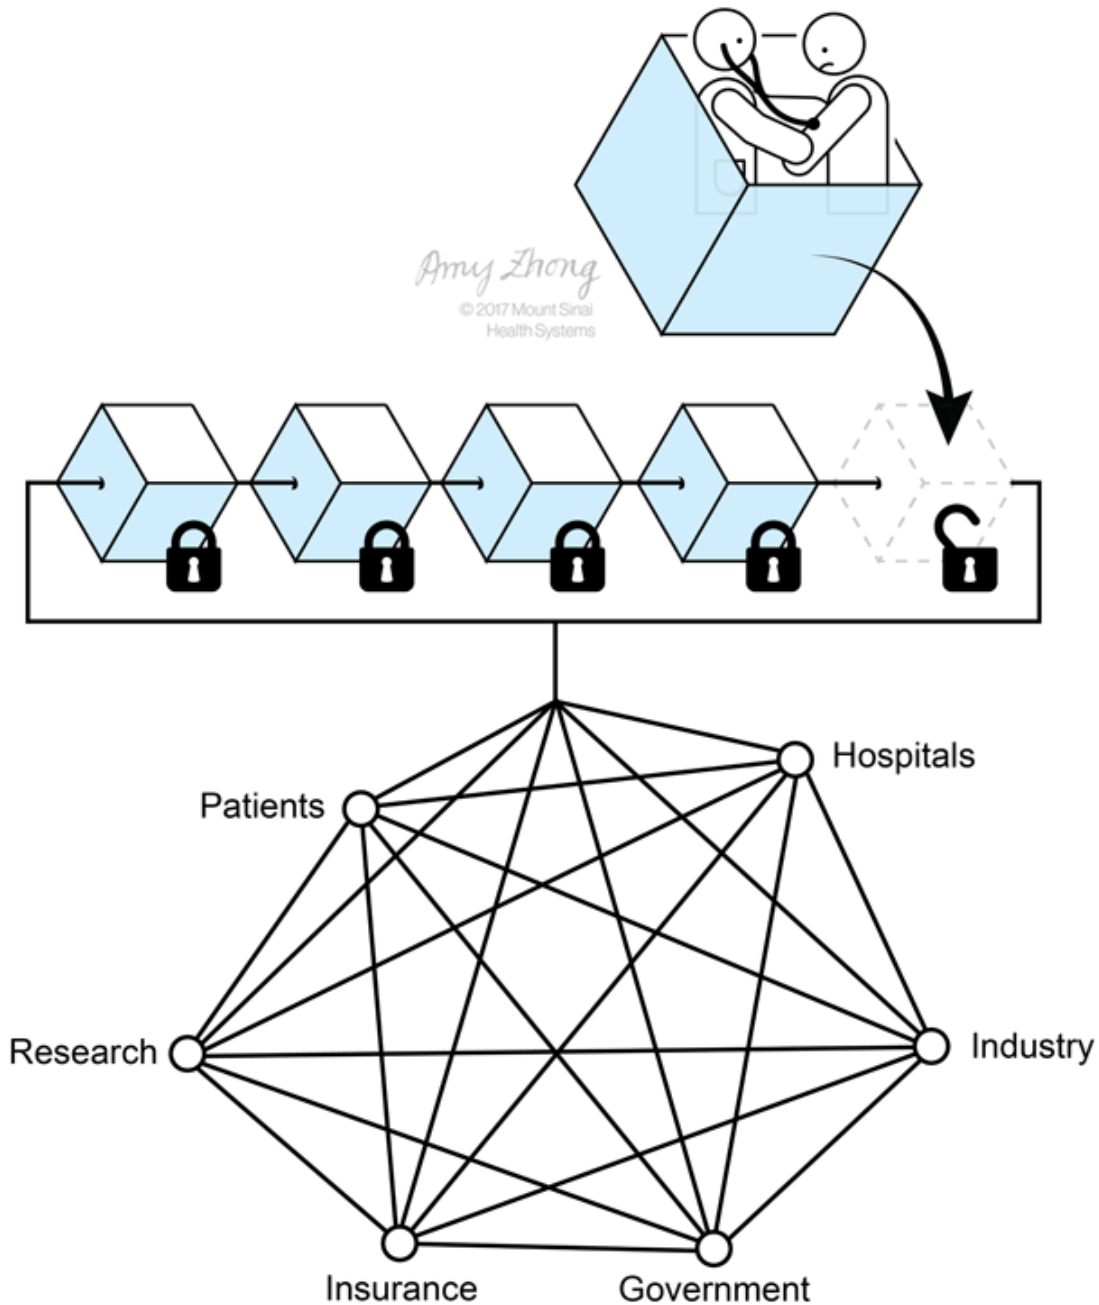 Amy Zhong
© 2017 Mount Sinai
Health Systems
Hospitals
Patients
Research
Industry
Insurance
Government